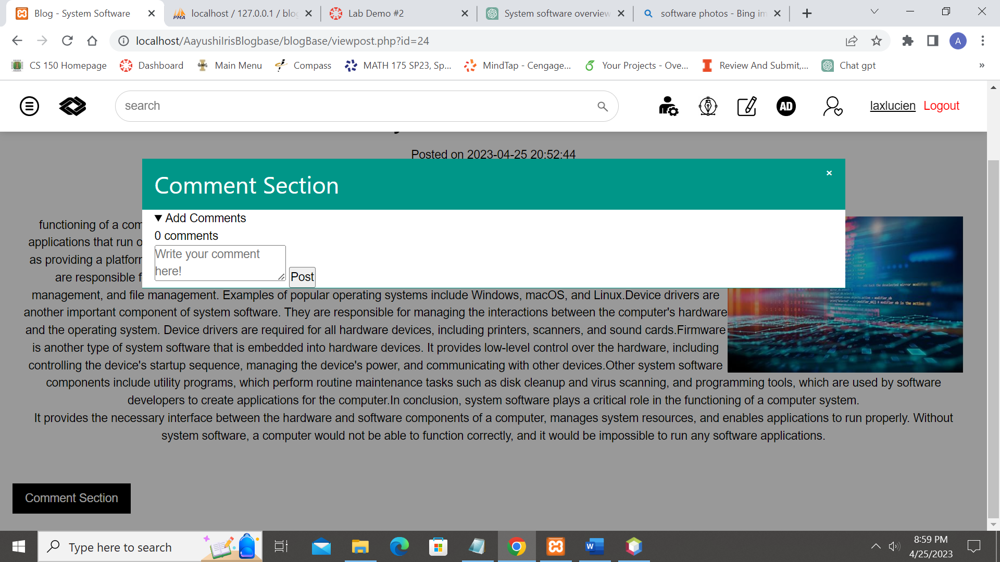 Blog - System Software
localhost / 127.0.0.1 / blog
Lab Demo #2
System software overview
software photos - Bing im
localhost/AayushiIrisBlogbase/blogBase/viewpost.php?id=24
A
CS 150 Homepage
Dashboard
Main Menu
Compass
MATH 175 SP23, Sp...
MindTap - Cengage...
Your Projects - Ove...
Review And Submit,...
Chat gpt
»
search
AD
laxlucien
Logout
Posted on 2023-04-25 20:52:44
Comment Section
×
▼ Add Comments
0 comments
Write your comment
here!
Post
functioning of a com
applications that run o
as providing a platforr
are responsible f
management, and file management. Examples of popular operating systems include Windows, macOS, and Linux.Device drivers are
another important component of system software. They are responsible for managing the interactions between the computer's hardware
and the operating system. Device drivers are required for all hardware devices, including printers, scanners, and sound cards.Firmware
is another type of system software that is embedded into hardware devices. It provides low-level control over the hardware, including
controlling the device's startup sequence, managing the device's power, and communicating with other devices.Other system software
components include utility programs, which perform routine maintenance tasks such as disk cleanup and virus scanning, and programming tools, which are used by software
developers to create applications for the computer.In conclusion, system software plays a critical role in the functioning of a computer system.
It provides the necessary interface between the hardware and software components of a computer, manages system resources, and enables applications to run properly. Without
system software, a computer would not be able to function correctly, and it would be impossible to run any software applications.
Comment Section
Type here to search
8:59 PM
4/25/2023